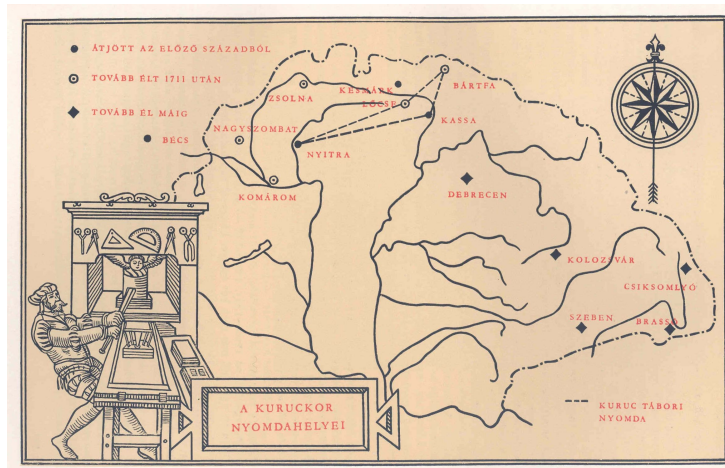 ÁTJÖTT AZ ELŐZŐ SZÁZADBÓL
TOVÁBB ÉLT 1711 UTÁN
TOVÁBB ÉL MÁIG
BÉCS
ZSOLNA
KÉSMÁRK
LŐCSE
BÁRTFA
KASSA
NAGYSZOMBAT
NYITRA
KOMÁROM
DEBRECEN
KOLOZSVÁR
CSIKSOMLYÓ
SZEBEN
BRASSÓ
A KURUCKOR
NYOMDAHELYEI
KURUC TÁBORI
NYOMDA